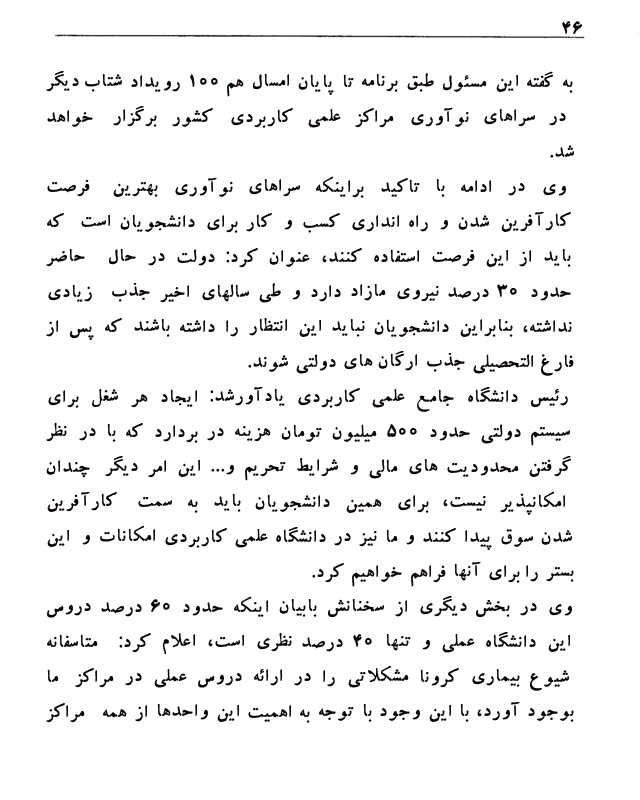 ۴۶
به گفته این مسئول طبق برنامه تا پایان امسال هم ۱۰۰ رویداد شتاب دیگر
در سراهای نوآوری مراکز علمی کاربردی کشور برگزار خواهد
شد.
وی در ادامه با تاکید براینکه سراهای نوآوری بهترین فرصت
کارآفرین شدن و راه اندازی کسب و کار برای دانشجویان است که
باید از این فرصت استفاده کنند، عنوان کرد: دولت در حال حاضر
حدود ۳۰ درصد نیروی مازاد دارد و طی سالهای اخیر جذب زیادی
نداشته، بنابراین دانشجویان نباید این انتظار را داشته باشند که پس از
فارغ التحصیلی جذب ارگان های دولتی شوند.
رئیس دانشگاه جامع علمی کاربردی یادآورشد: ایجاد هر شغل برای
سیستم دولتی حدود ۵۰۰ میلیون تومان هزینه در بردارد که با در نظر
گرفتن محدودیت های مالی و شرایط تحریم و... این امر دیگر چندان
امکانپذیر نیست، برای همین دانشجویان باید به سمت کارآفرین
شدن سوق پیدا کنند و ما نیز در دانشگاه علمی کاربردی امکانات و این
بستر را برای آنها فراهم خواهیم کرد.
وی در بخش دیگری از سخنانش بابیان اینکه حدود ۶۰ درصد دروس
این دانشگاه عملی و تنها ۴۰ درصد نظری است، اعلام کرد: متاسفانه
شیوع بیماری کرونا مشکلاتی را در ارائه دروس عملی در مراکز ما
بوجود آورد، با این وجود با توجه به اهمیت این واحدها از همه مراکز